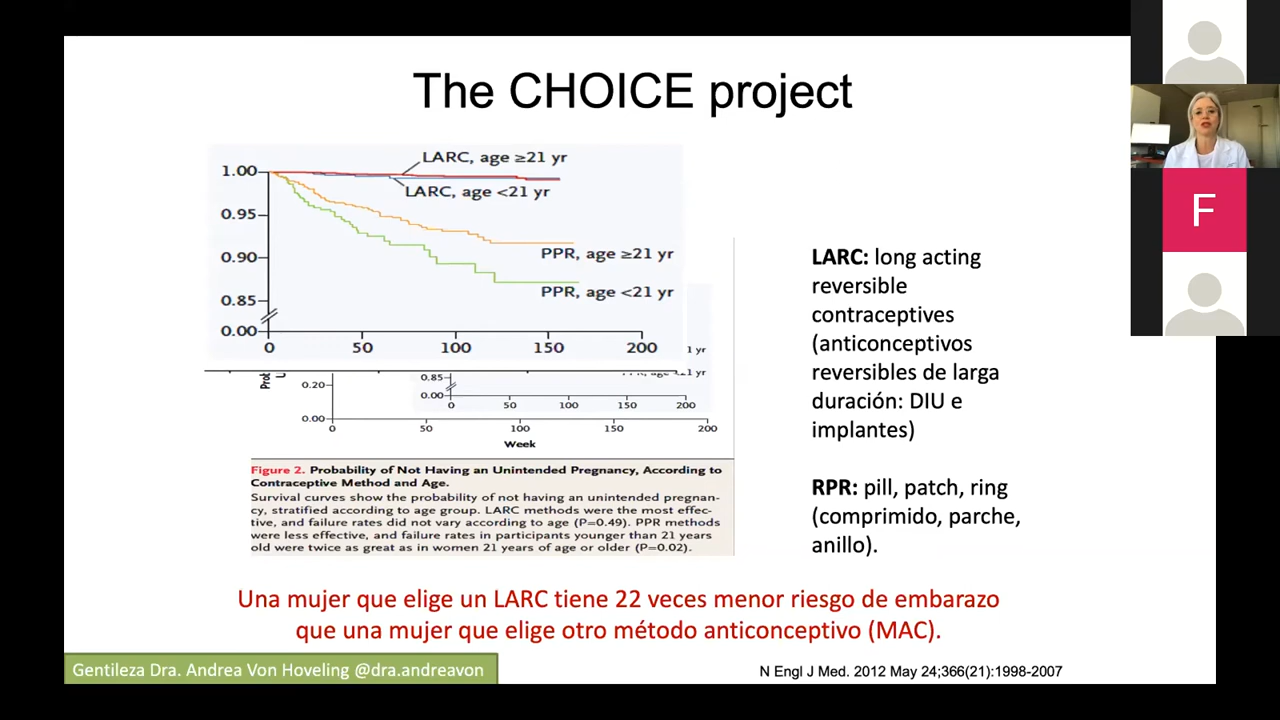 The CHOICE project
LARC, age ≥21 yr
1.00
LARC, age <21 yr
0.95
0.90
PPR, age ≥21 yr
PPR, age <21 yr
0.85
0.00
0 50 100 150 200
1 yr
1 yr
0.85
0.20
0.00
0 50 100 150 200
0.00
0 50 100 150 200
Week
Figure 2. Probability of Not Having an Unintended Pregnancy, According to
Contraceptive Method and Age.
Survival curves show the probability of not having an unintended pregnan-
cy, stratified according to age group. LARC methods were the most effec-
tive, and failure rates did not vary according to age (P=0.49). PPR methods
were less effective, and failure rates in participants younger than 21 years
old were twice as great as in women 21 years of age or older (P=0.02).
LARC: long acting
reversible
contraceptives
(anticonceptivos
reversibles de larga
duración: DIU e
implantes)
RPR: pill, patch, ring
(comprimido, parche,
anillo).
Una mujer que elige un LARC tiene 22 veces menor riesgo de embarazo
que una mujer que elige otro método anticonceptivo (MAC).
Gentileza Dra. Andrea Von Hoveling @dra.andreavon
N Engl J Med. 2012 May 24;366(21):1998-2007
F